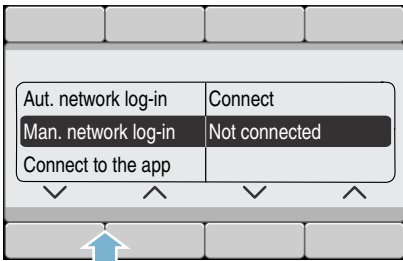 Aut. network log-in Connect
Man. network log-in Not connected
Connect to the app